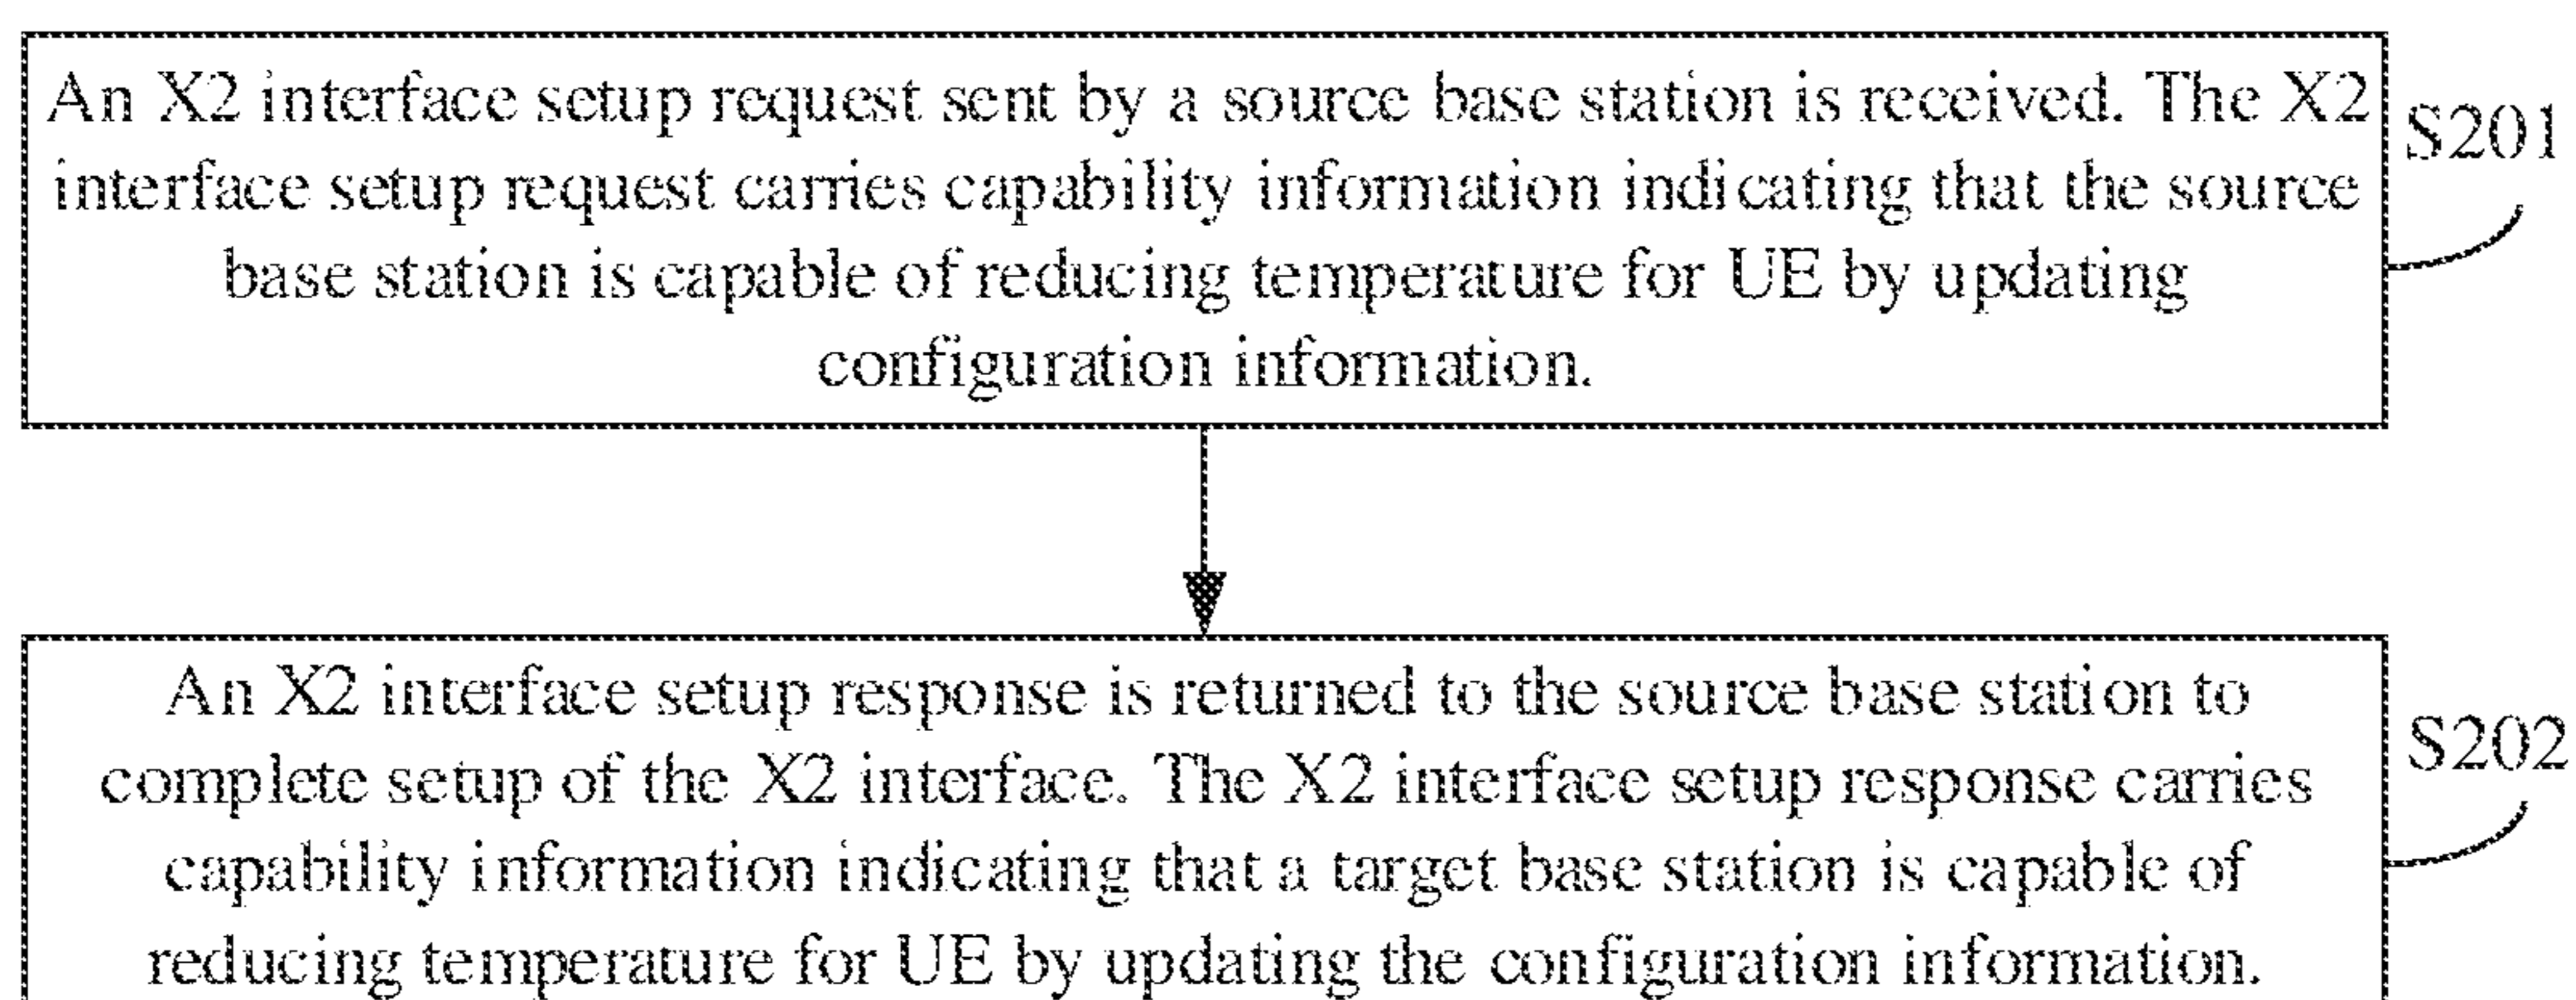 An X2 interface setup request sent by a source base station is received. The X2
interface setup request carries capability information indicating that the source
base station is capable of reducing temperature for UE by updating
configuration information.
S201
An X2 interface setup response is returned to the source base station to
complete setup of the X2 interface. The X2 interface setup response carries
capability information indicating that a target base station is capable of
reducing temperature for UE by updating the configuration information.
S202